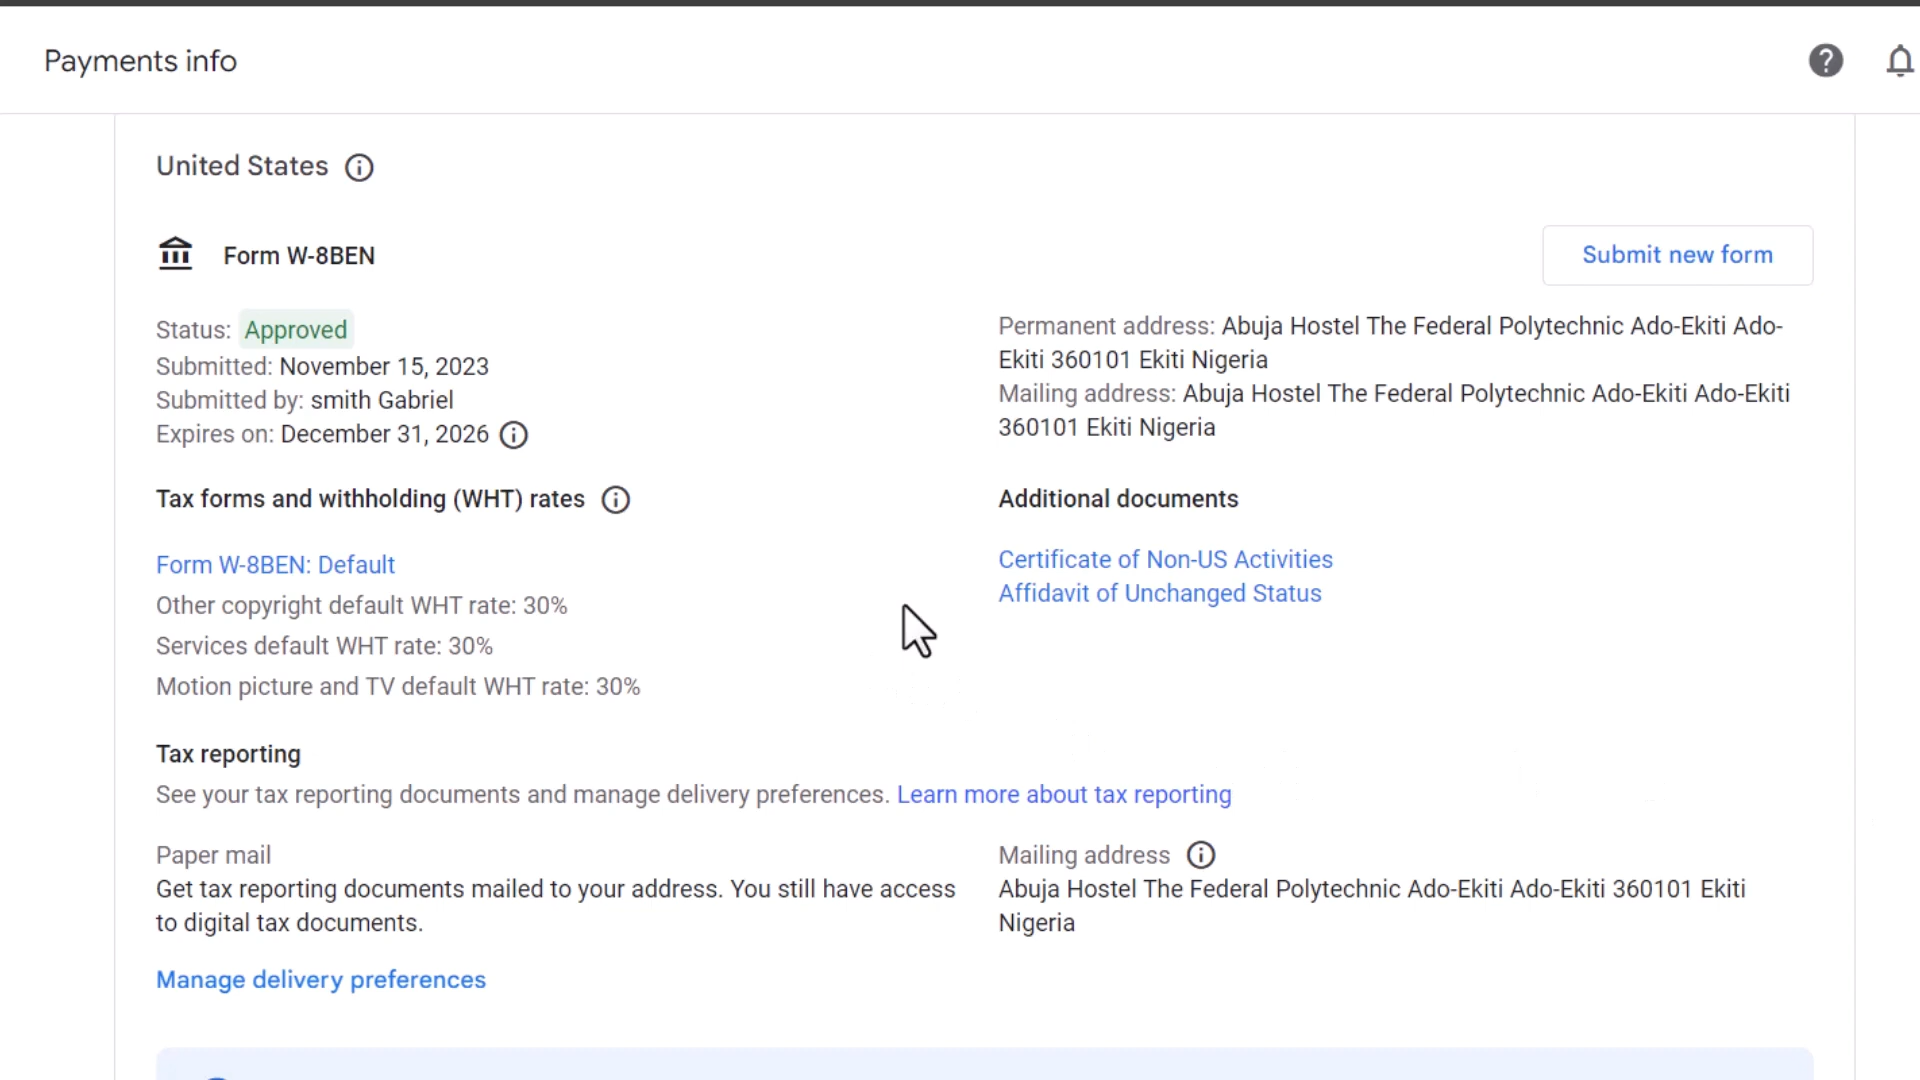 Payments info
United States
Form W-8BEN
Submit new form
Status: Approved
Submitted: November 15, 2023
Submitted by: smith Gabriel
Expires on: December 31, 2026
Permanent address: Abuja Hostel The Federal Polytechnic Ado-Ekiti Ado-
Ekiti 360101 Ekiti Nigeria
Mailing address: Abuja Hostel The Federal Polytechnic Ado-Ekiti Ado-Ekiti
360101 Ekiti Nigeria
Tax forms and withholding (WHT) rates
Form W-8BEN: Default
Other copyright default WHT rate: 30%
Services default WHT rate: 30%
Motion picture and TV default WHT rate: 30%
Additional documents
Certificate of Non-US Activities
Affidavit of Unchanged Status
Tax reporting
See your tax reporting documents and manage delivery preferences. Learn more about tax reporting
Paper mail
Get tax reporting documents mailed to your address. You still have access
to digital tax documents.
Mailing address
Abuja Hostel The Federal Polytechnic Ado-Ekiti Ado-Ekiti 360101 Ekiti
Nigeria
Manage delivery preferences